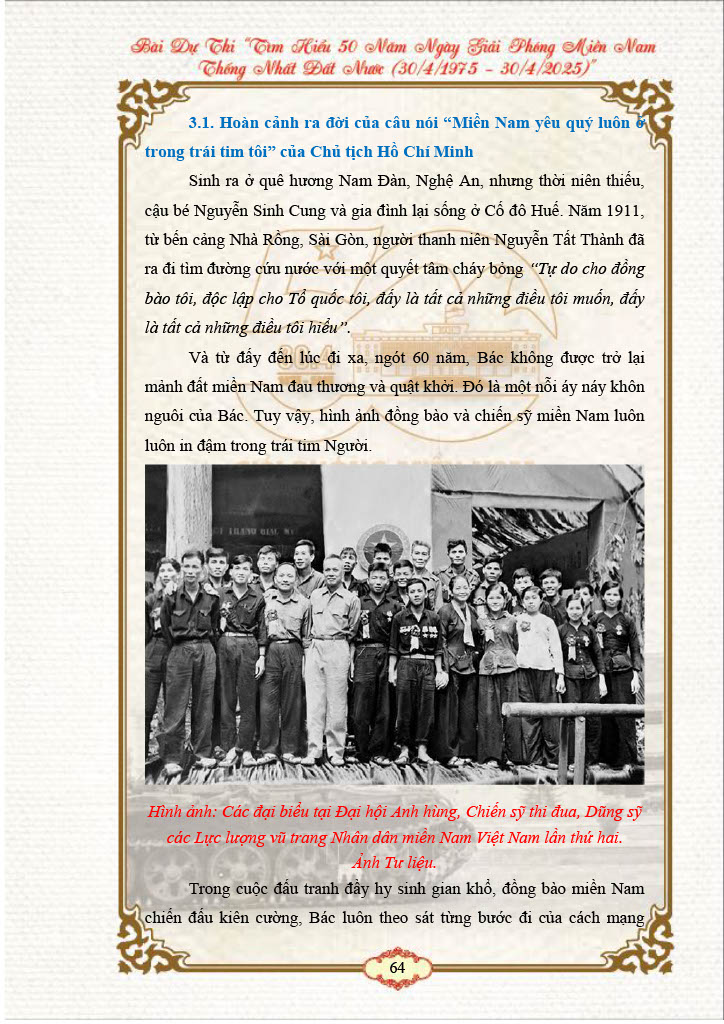 Bài Dự Thi “Tìm Hiểu 50 Năm Ngày Giải Phóng Miền Nam
Thống Nhất Đất Nước (30/4/1975 – 30/4/2025)”
3.1. Hoàn cảnh ra đời của câu nói “Miền Nam yêu quý luôn ở
trong trái tim tôi” của Chủ tịch Hồ Chí Minh
Sinh ra ở quê hương Nam Đàn, Nghệ An, nhưng thời niên thiếu,
cậu bé Nguyễn Sinh Cung và gia đình lại sống ở Cố đô Huế. Năm 1911,
từ bến cảng Nhà Rồng, Sài Gòn, người thanh niên Nguyễn Tất Thành đã
ra đi tìm đường cứu nước với một quyết tâm cháy bỏng “Tự do cho đồng
bào tôi, độc lập cho Tổ quốc tôi, đấy là tất cả những điều tôi muốn, đấy
là tất cả những điều tôi hiểu”.
30.4
Và từ đấy đến lúc đi xa, ngót 60 năm, Bác không được trở lại
mảnh đất miền Nam đau thương và quật khởi. Đó là một nỗi áy náy khôn
nguôi của Bác. Tuy vậy, hình ảnh đồng bào và chiến sỹ miền Nam luôn
luôn in đậm trong trái tim Người.
Hình ảnh: Các đại biểu tại Đại hội Anh hùng, Chiến sỹ thi đua, Dũng sỹ
các Lực lượng vũ trang Nhân dân miền Nam Việt Nam lần thứ hai.
Ảnh Tư liệu.
Trong cuộc đấu tranh đầy hy sinh gian khổ, đồng bào miền Nam
chiến đấu kiên cường, Bác luôn theo sát từng bước đi của cách mạng
64